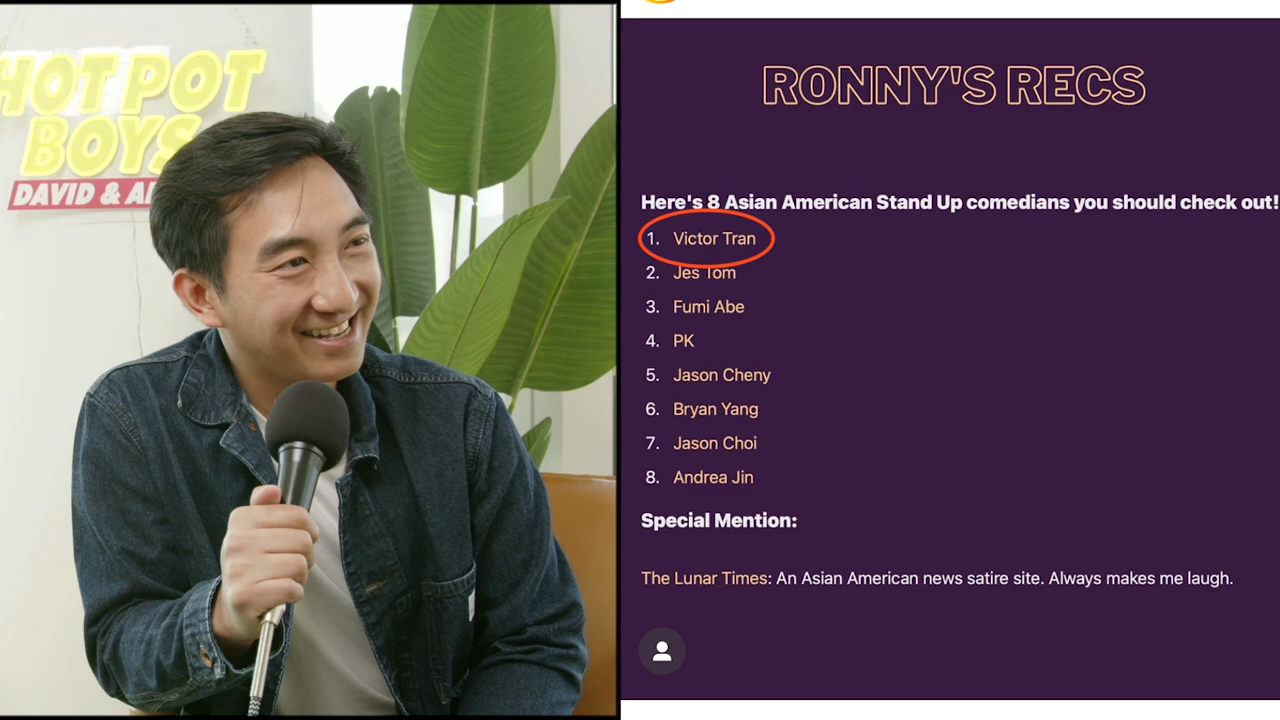 HOT POT
BOYS
DAVID &
RONNY'S RECS
Here's 8 Asian American Stand Up comedians you should check out!
1. Victor Tran
2. Jes Tom
3. Fumi Abe
4. PK
5. Jason Cheny
6. Bryan Yang
7. Jason Choi
8. Andrea Jin
Special Mention:
The Lunar Times: An Asian American news satire site. Always makes me laugh.